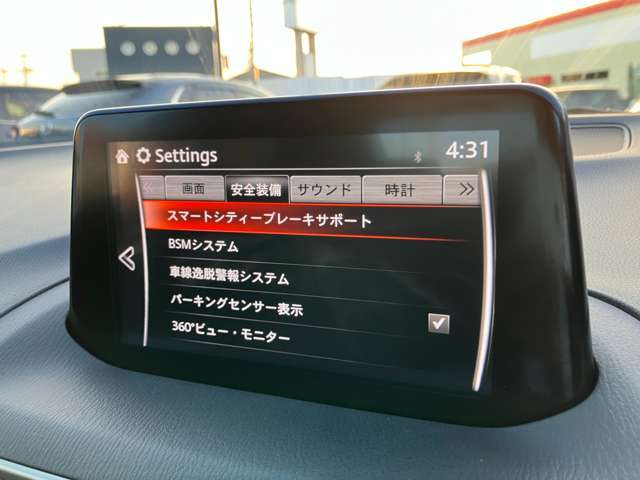 Settings 4:31
画面 安全装備 サウンド 時計
スマートシティーブレーキサポート
BSMシステム
車線逸脱警報システム
パーキングセンサー表示
360°ビュー・モニター